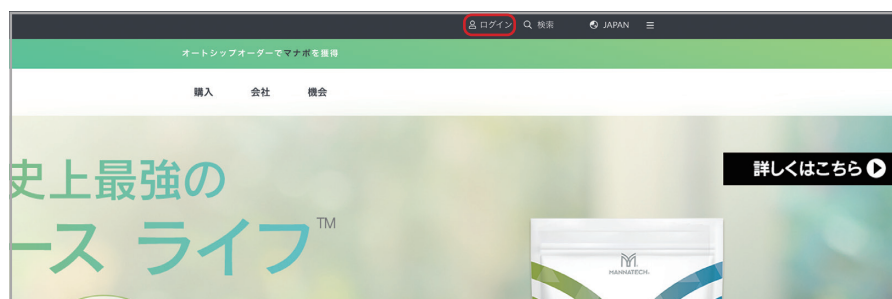 ログイン 検索 JAPAN
オートシップオーダーでマナポを獲得
購入 会社 機会
史上最強の
詳しくはこちら
ース ライフ™
MANNATECH.